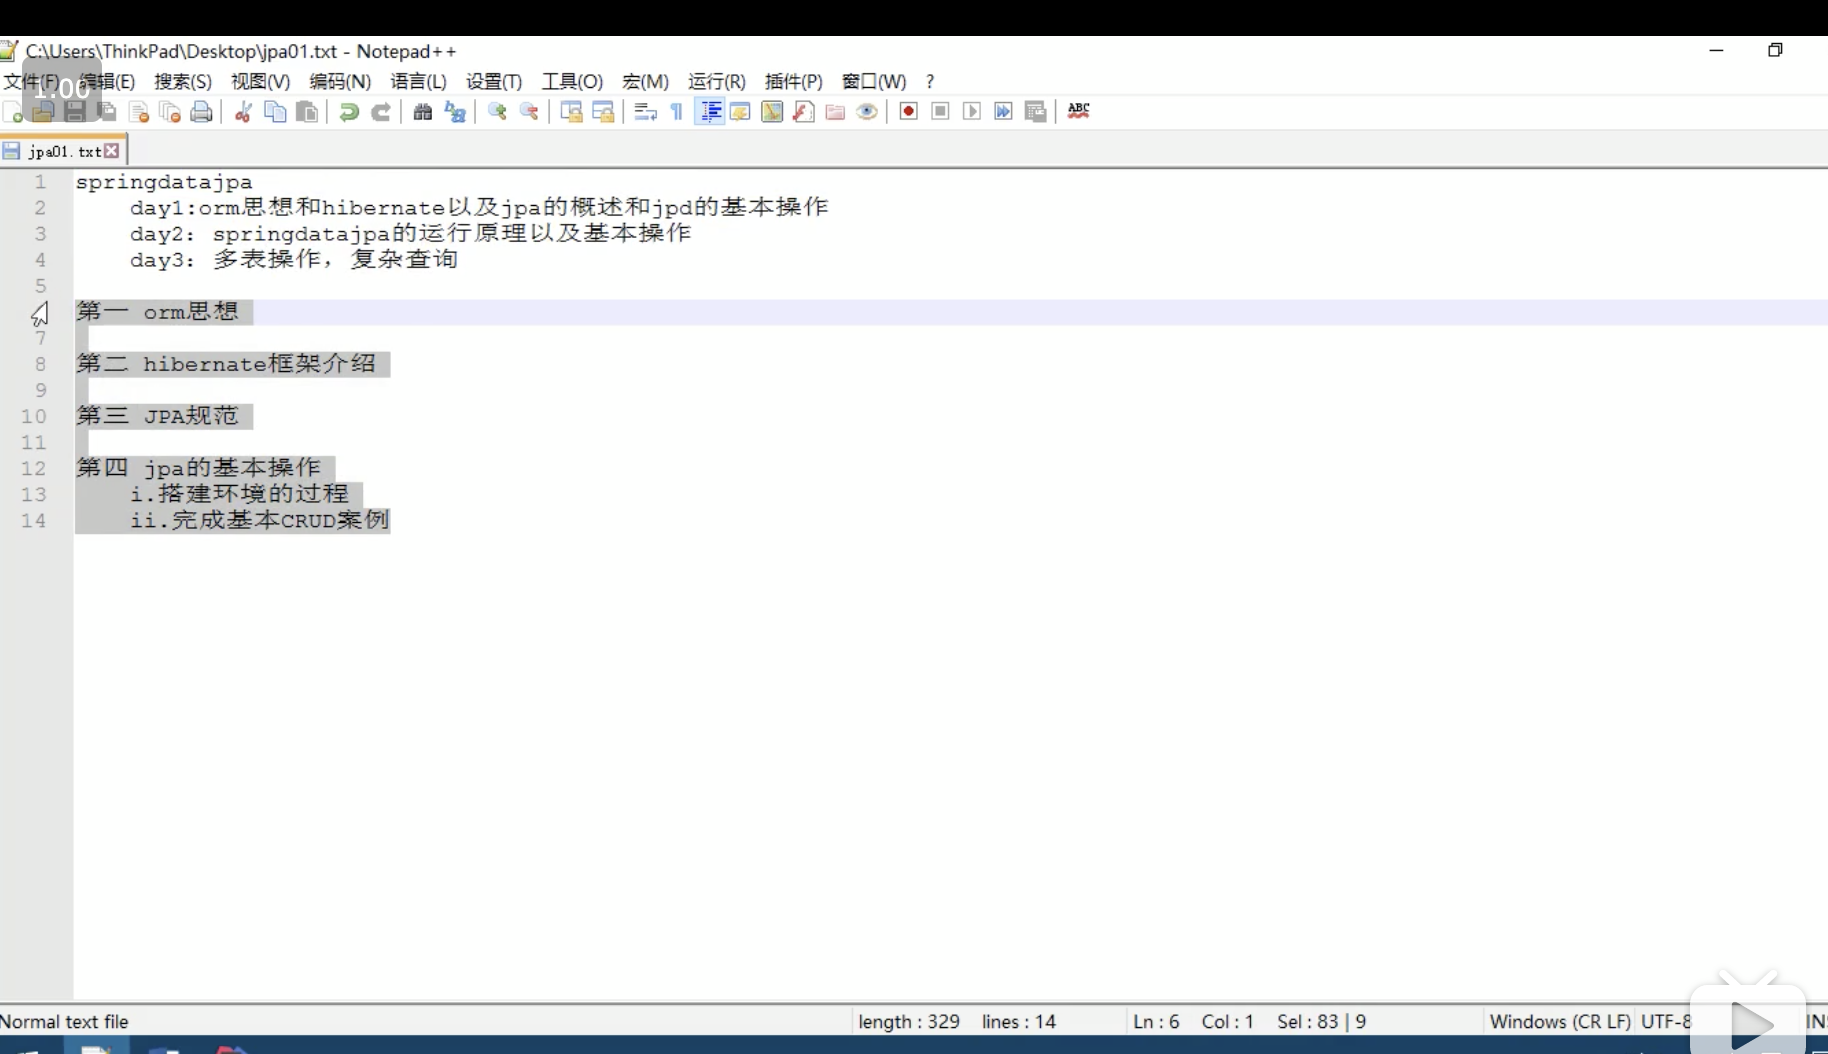 C:\Users\ThinkPad\Desktop\jpa01.txt - Notepad++
文件(F) 编辑(E) 搜索(S) 视图(V) 编码(N) 语言(L) 设置(T) 工具(O) 宏(M) 运行(R) 插件(P) 窗口(W) ?
1.00
ABC
jpa01.txt
1 springdatajpa
2 day1:orm思想和hibernate以及jpa的概述和jpd的基本操作
3 day2: springdatajpa的运行原理以及基本操作
4 day3: 多表操作，复杂查询
5
第一 orm思想
7
8 第二 hibernate框架介绍
9
10 第三 JPA规范
11
12 第四 jpa的基本操作
13 i.搭建环境的过程
14 ii.完成基本CRUD案例
Normal text file length : 329 lines : 14 Ln : 6 Col : 1 Sel : 83 | 9 Windows (CR LF) UTF-8